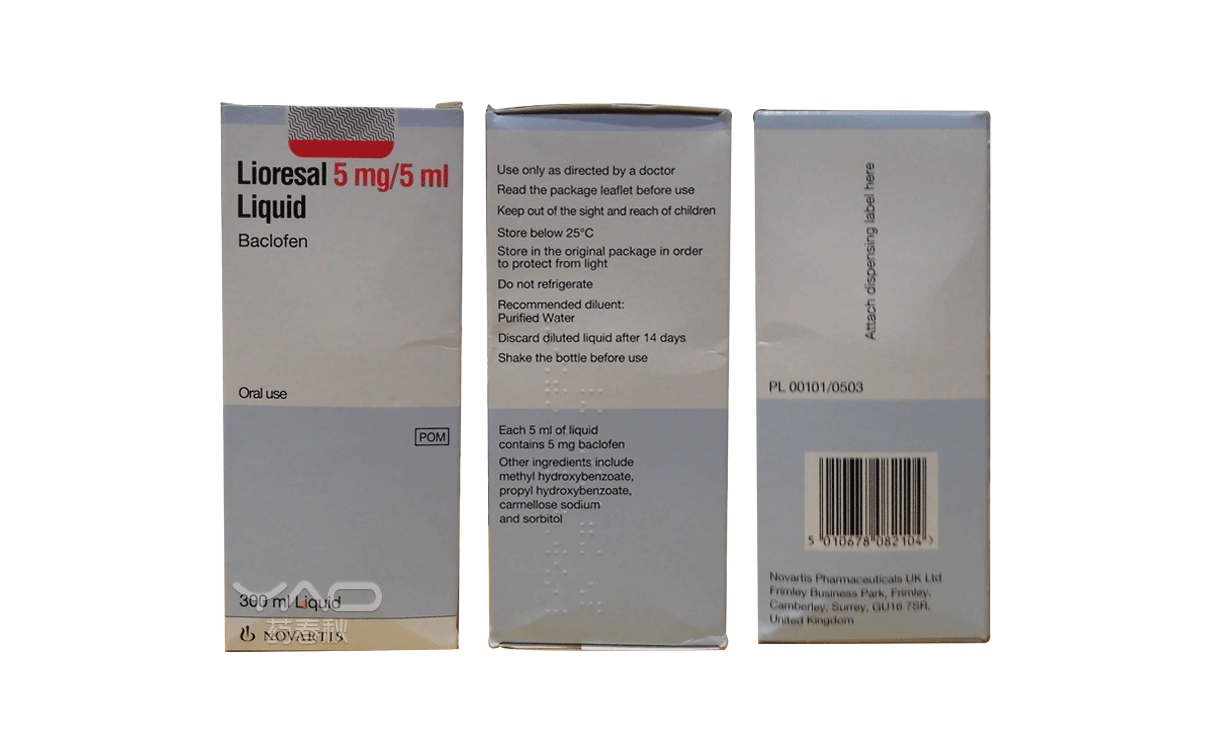 Lioresal 5 mg/5 ml
Liquid
Baclofen
Oral use
POM
300 ml Liquid
NOVARTIS
YAO
药春秋
Use only as directed by a doctor
Read the package leaflet before use
Keep out of the sight and reach of children
Store below 25°C
Store in the original package in order
to protect from light
Do not refrigerate
Recommended diluent:
Purified Water
Discard diluted liquid after 14 days
Shake the bottle before use
Each 5 ml of liquid
contains 5 mg baclofen
Other ingredients include
methyl hydroxybenzoate,
propyl hydroxybenzoate,
carmellose sodium
and sorbitol
Attach dispensing label here
PL 00101/0503
5 010678 082104 >
Novartis Pharmaceuticals UK Ltd
Frimley Business Park, Frimley,
Camberley, Surrey, GU16 7SR,
United Kingdom